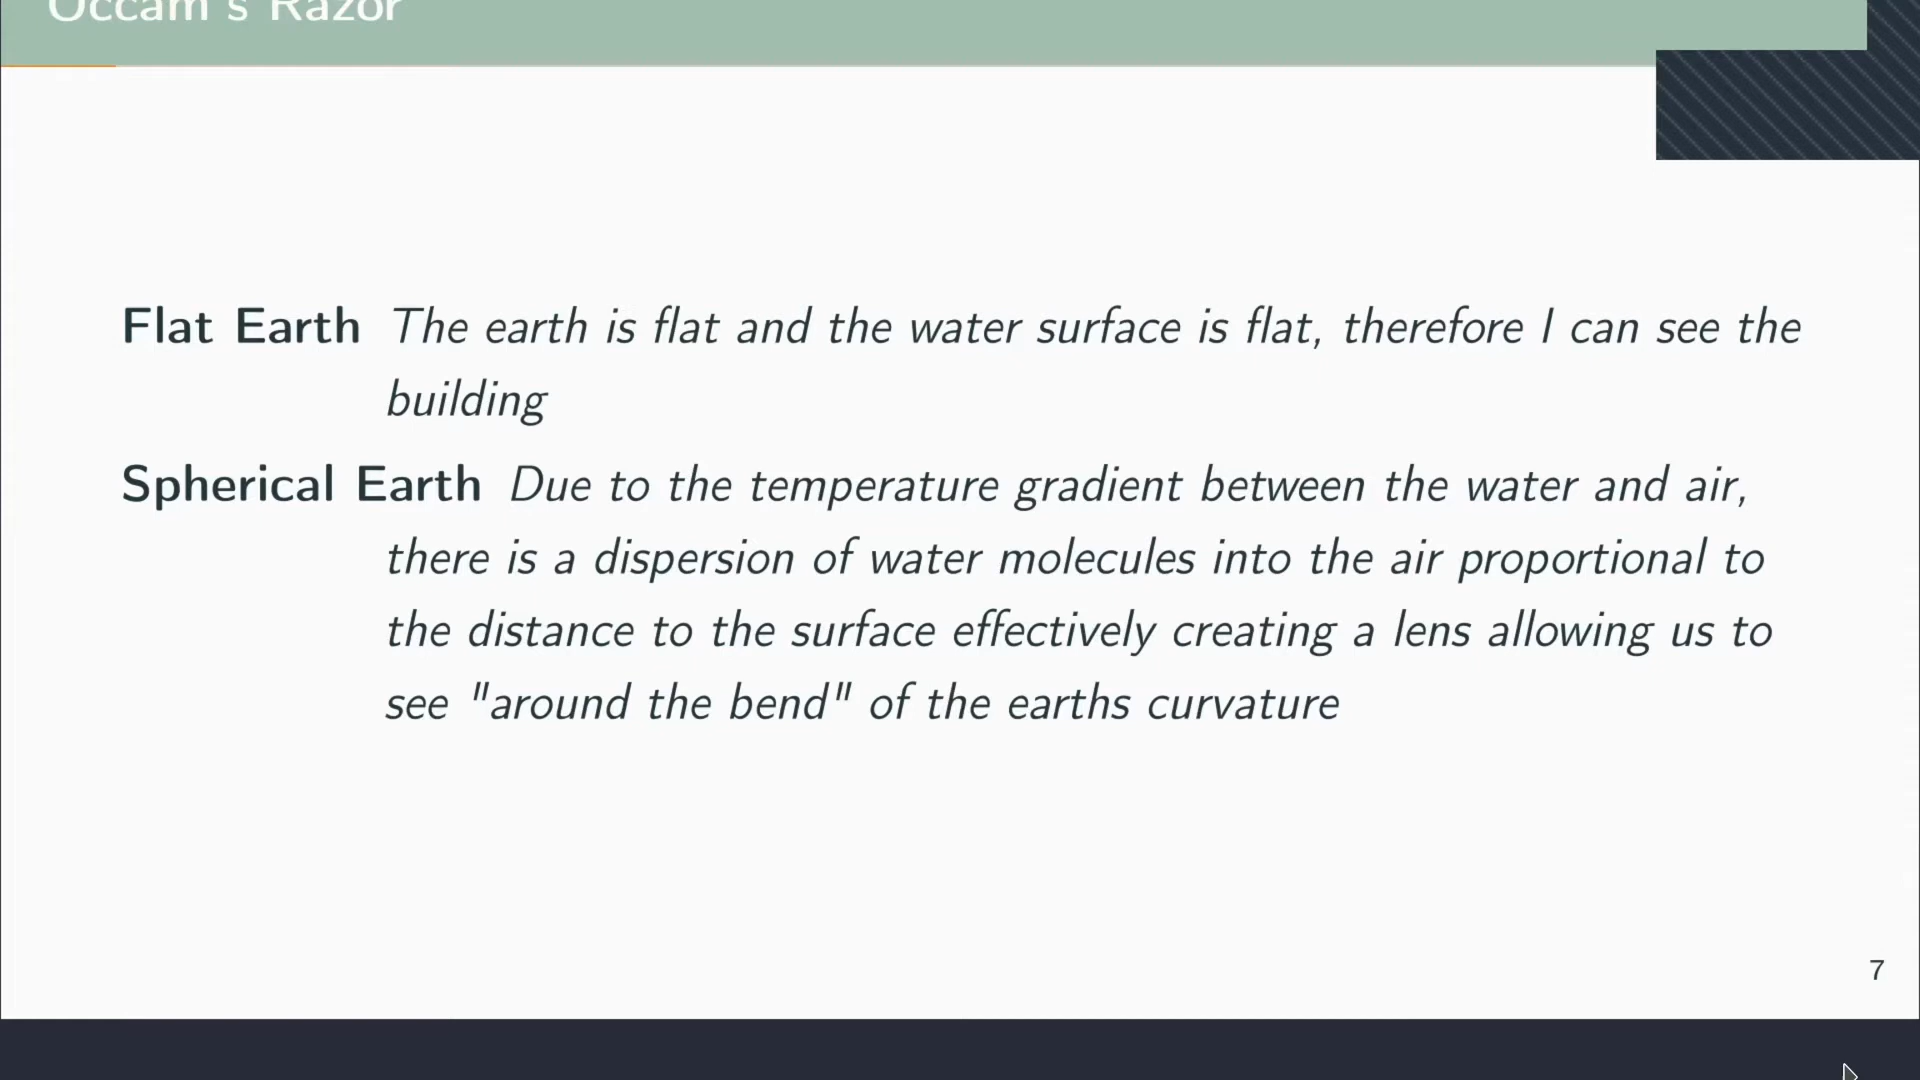 Occam's Razor
Flat Earth The earth is flat and the water surface is flat, therefore I can see the
building
Spherical Earth Due to the temperature gradient between the water and air,
there is a dispersion of water molecules into the air proportional to
the distance to the surface effectively creating a lens allowing us to
see "around the bend" of the earths curvature
7